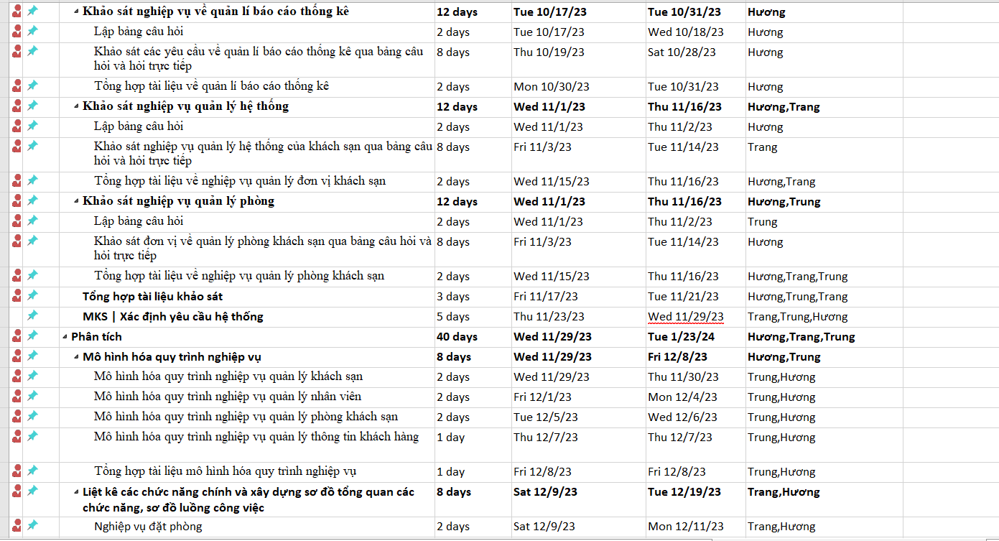 Khảo sát nghiệp vụ về quản lí báo cáo thống kê 12 days Tue 10/17/23 Tue 10/31/23 Hương
Lập bảng câu hỏi 2 days Tue 10/17/23 Wed 10/18/23 Hương
Khảo sát các yêu cầu về quản lí báo cáo thống kê qua bảng câu 8 days Thu 10/19/23 Sat 10/28/23 Hương
hỏi và hỏi trực tiếp
Tổng hợp tài liệu về quản lí báo cáo thống kê 2 days Mon 10/30/23 Tue 10/31/23 Hương
Khảo sát nghiệp vụ quản lý hệ thống 12 days Wed 11/1/23 Thu 11/16/23 Hương,Trang
Lập bảng câu hỏi 2 days Wed 11/1/23 Thu 11/2/23 Hương
Khảo sát nghiệp vụ quản lý hệ thống của khách sạn qua bảng câu 8 days Fri 11/3/23 Tue 11/14/23 Trang
hỏi và hỏi trực tiếp
Tổng hợp tài liệu về nghiệp vụ quản lý đơn vị khách sạn 2 days Wed 11/15/23 Thu 11/16/23 Hương,Trang
Khảo sát nghiệp vụ quản lý phòng 12 days Wed 11/1/23 Thu 11/16/23 Hương,Trung
Lập bảng câu hỏi 2 days Wed 11/1/23 Thu 11/2/23 Trung
Khảo sát đơn vị về quản lý phòng khách sạn qua bảng câu hỏi và 8 days Fri 11/3/23 Tue 11/14/23 Hương
hỏi trực tiếp
Tổng hợp tài liệu về nghiệp vụ quản lý phòng khách sạn 2 days Wed 11/15/23 Thu 11/16/23 Hương,Trang,Trung
Tổng hợp tài liệu khảo sát 3 days Fri 11/17/23 Tue 11/21/23 Hương,Trung,Trang
MKS | Xác định yêu cầu hệ thống 5 days Thu 11/23/23 Wed 11/29/23 Trang,Trung,Hương
Phân tích 40 days Wed 11/29/23 Tue 1/23/24 Hương,Trang,Trung
Mô hình hóa quy trình nghiệp vụ 8 days Wed 11/29/23 Fri 12/8/23 Hương,Trung
Mô hình hóa quy trình nghiệp vụ quản lý khách sạn 2 days Wed 11/29/23 Thu 11/30/23 Trung,Hương
Mô hình hóa quy trình nghiệp vụ quản lý nhân viên 2 days Fri 12/1/23 Mon 12/4/23 Trung,Hương
Mô hình hóa quy trình nghiệp vụ quản lý phòng khách sạn 2 days Tue 12/5/23 Wed 12/6/23 Trung,Hương
Mô hình hóa quy trình nghiệp vụ quản lý thông tin khách hàng 1 day Thu 12/7/23 Thu 12/7/23 Trung,Hương
Tổng hợp tài liệu mô hình hóa quy trình nghiệp vụ 1 day Fri 12/8/23 Fri 12/8/23 Trung,Hương
Liệt kê các chức năng chính và xây dựng sơ đồ tổng quan các 8 days Sat 12/9/23 Tue 12/19/23 Trang,Hương
chức năng, sơ đồ luồng công việc
Nghiệp vụ đặt phòng 2 days Sat 12/9/23 Mon 12/11/23 Trang,Hương